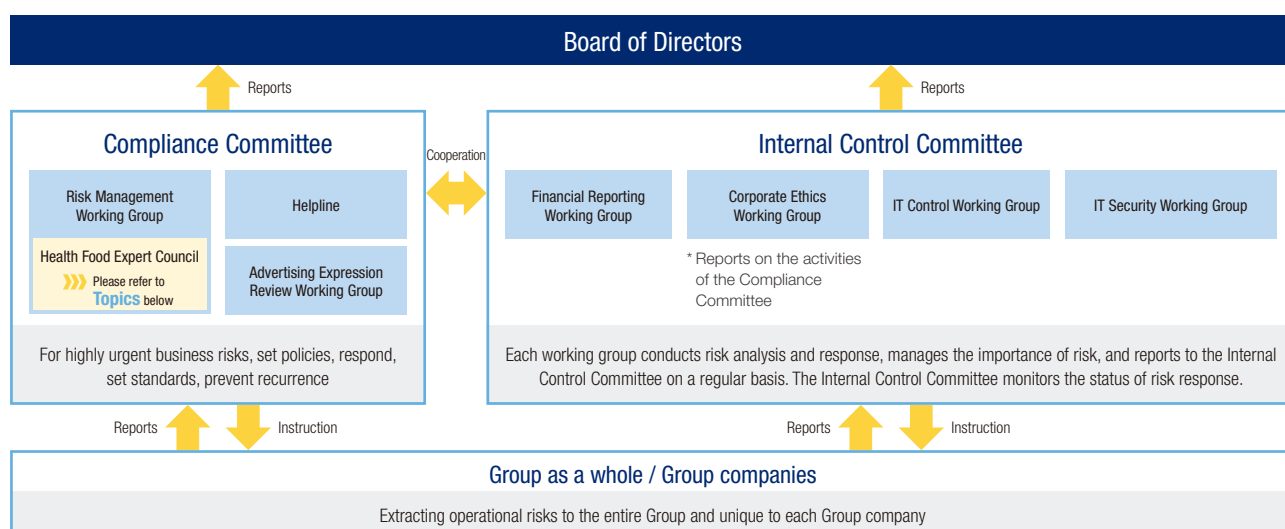 Board of Directors
Reports
Reports
Compliance Committee
Cooperation
Internal Control Committee
Risk Management
Working Group
Helpline
Health Food Expert Council
Please refer to
Topics below
Advertising Expression
Review Working Group
Financial Reporting
Working Group
Corporate Ethics
Working Group
IT Control Working Group
IT Security Working Group
* Reports on the activities
of the Compliance
Committee
For highly urgent business risks, set policies, respond,
set standards, prevent recurrence
Each working group conducts risk analysis and response, manages the importance of risk, and reports to the Internal
Control Committee on a regular basis. The Internal Control Committee monitors the status of risk response.
Reports
Instruction
Reports
Instruction
Group as a whole / Group companies
Extracting operational risks to the entire Group and unique to each Group company